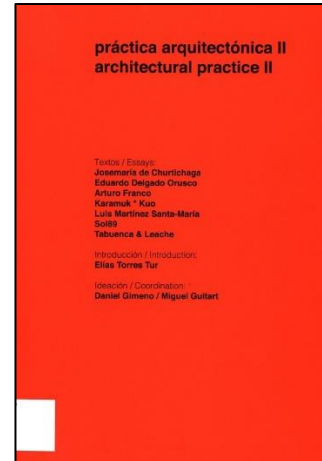 práctica arquitectónica II
architectural practice II
Textos / Essays:
Josemaría de Churtichaga
Eduardo Delgado Orusco
Arturo Franco
Karamuk * Kuo
Luis Martínez Santa-María
Sol89
Tabuenca & Leache
Introducción / Introduction:
Elías Torres Tur
Ideación / Coordination:
Daniel Gimeno / Miguel Guitart